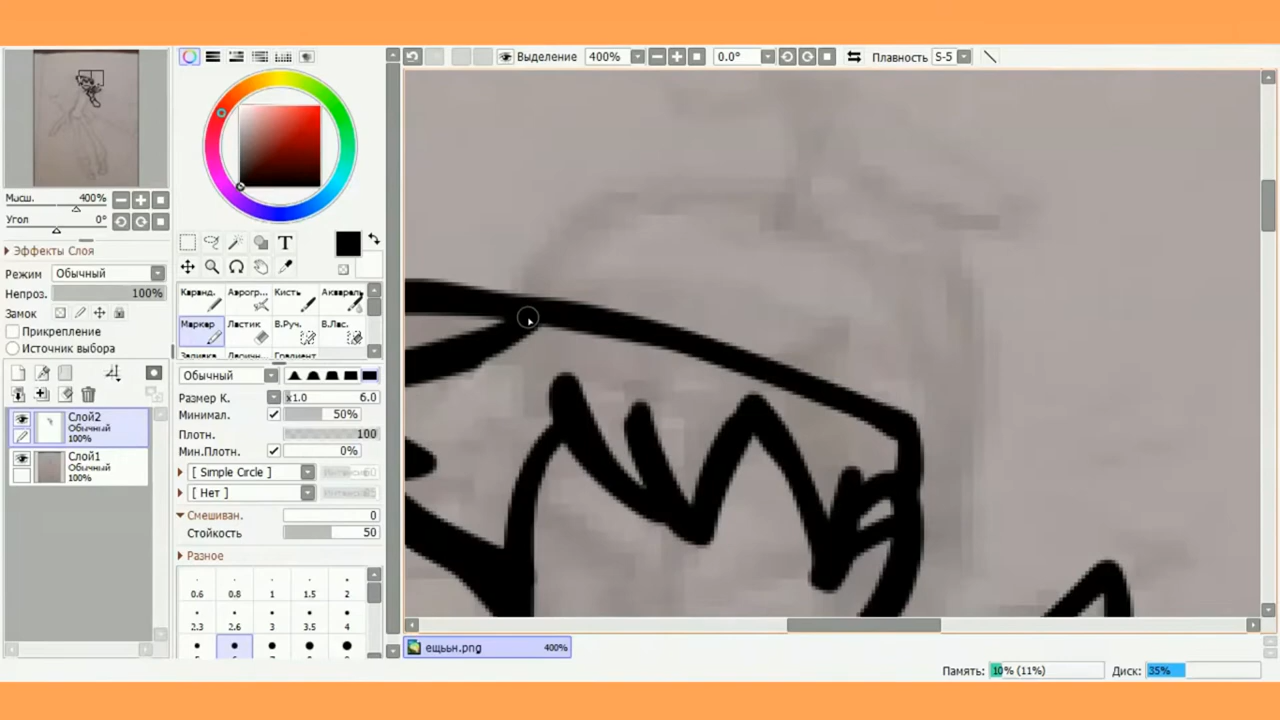 Выделение 400% 0.0° Плавность S-5
Мысш. 400%
Угол 0°
Эффекты Слоя
Режим Обычный
Непроз. 100%
Замок
Прикрепление
Источник выбора
Слой2
Обычный
100%
Слой1
Обычный
100%
T
Каранд. Аэрогр... Кисть Акварель
Маркер Ластик В.Руч. В.Лас.
Заливка Двоичн... Градиент
Обычный
Размер К. x1.0 6.0
Минимал. 50%
Плотн. 100
Мин.Плотн. 0%
[ Simple Circle ]
[ Нет ]
Смешиван. 0
Стойкость 50
Разное
0.6 0.8 1 1.5 2
2.3 2.6 3 3.5 4
ещьын.png 400%
Память: 10% (11%) Диск: 35%